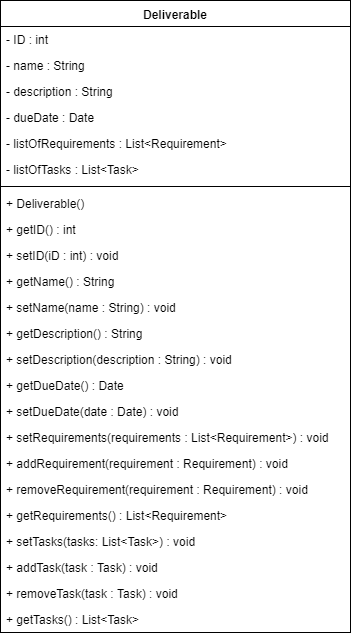 Deliverable
- ID : int
- name : String
- description : String
- dueDate : Date
- listOfRequirements : List<Requirement>
- listOfTasks : List<Task>
+ Deliverable()
+ getID() : int
+ setID(iD : int) : void
+ getName() : String
+ setName(name : String) : void
+ getDescription() : String
+ setDescription(description : String) : void
+ getDueDate() : Date
+ setDueDate(date : Date) : void
+ setRequirements(requirements : List<Requirement>) : void
+ addRequirement(requirement : Requirement) : void
+ removeRequirement(requirement : Requirement) : void
+ getRequirements() : List<Requirement>
+ setTasks(tasks: List<Task>) : void
+ addTask(task : Task) : void
+ removeTask(task : Task) : void
+ getTasks() : List<Task>